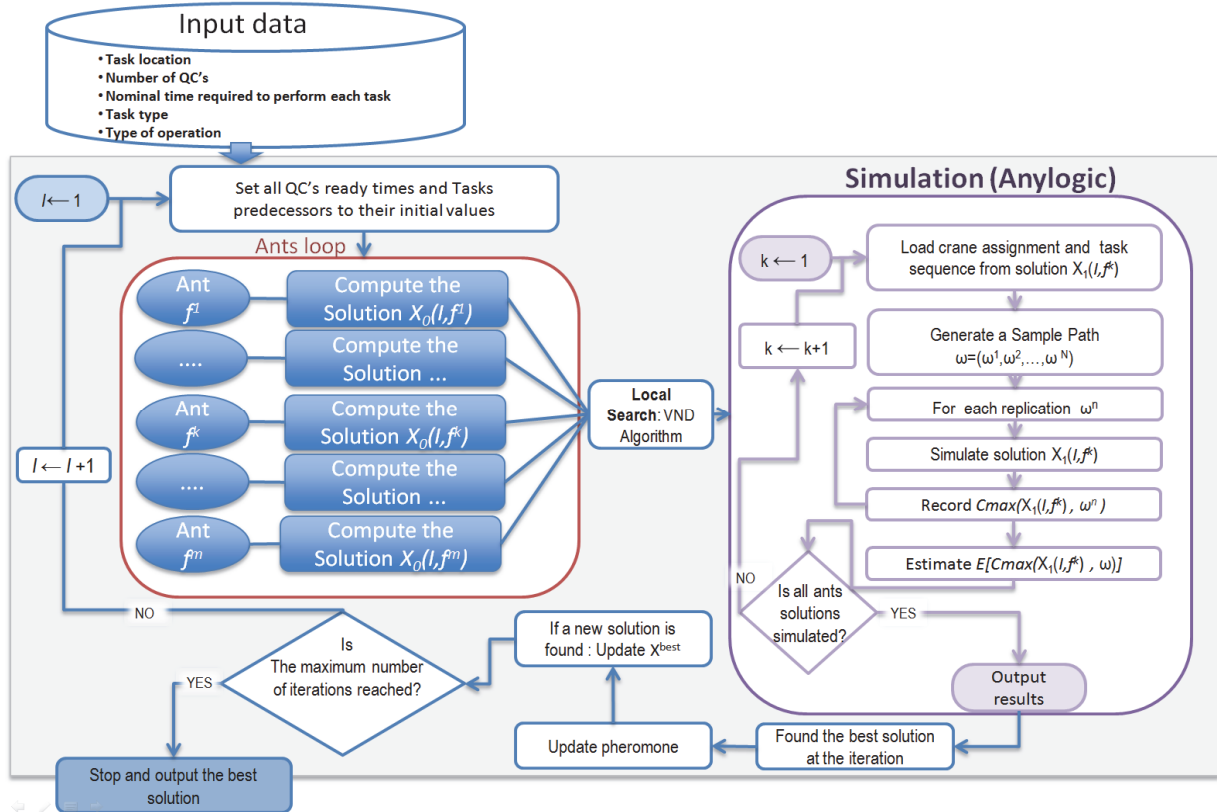 Input data
• Task location
• Number of QC's
• Nominal time required to perform each task
• Task type
• Type of operation
I ← 1
Set all QC's ready times and Tasks
predecessors to their initial values
Ants loop
Ant
f¹
Compute the
Solution X₀(I,f¹)
....
Compute the
Solution ...
Ant
fᵏ
Compute the
Solution X₀(I,fᵏ)
....
Compute the
Solution ...
Ant
fᵐ
Compute the
Solution X₀(I,fᵐ)
I ← I +1
Local
Search: VND
Algorithm
Simulation (Anylogic)
k ← 1
Load crane assignment and task
sequence from solution X₁(I,fᵏ)
k ← k+1
Generate a Sample Path
ω=(ω¹,ω²,...,ω ᴺ)
For each replication ωⁿ
Simulate solution X₁(I,fᵏ)
Record Cmax(X₁(I,fᵏ) , ωⁿ )
Estimate E[Cmax(X₁(I,fᵏ) , ω)]
NO
Is all ants
solutions
simulated?
YES
Output
results
Found the best solution
at the iteration
Update pheromone
If a new solution is
found : Update Xᵇᵉˢᵗ
NO
Is
The maximum number
of iterations reached?
YES
Stop and output the best
solution